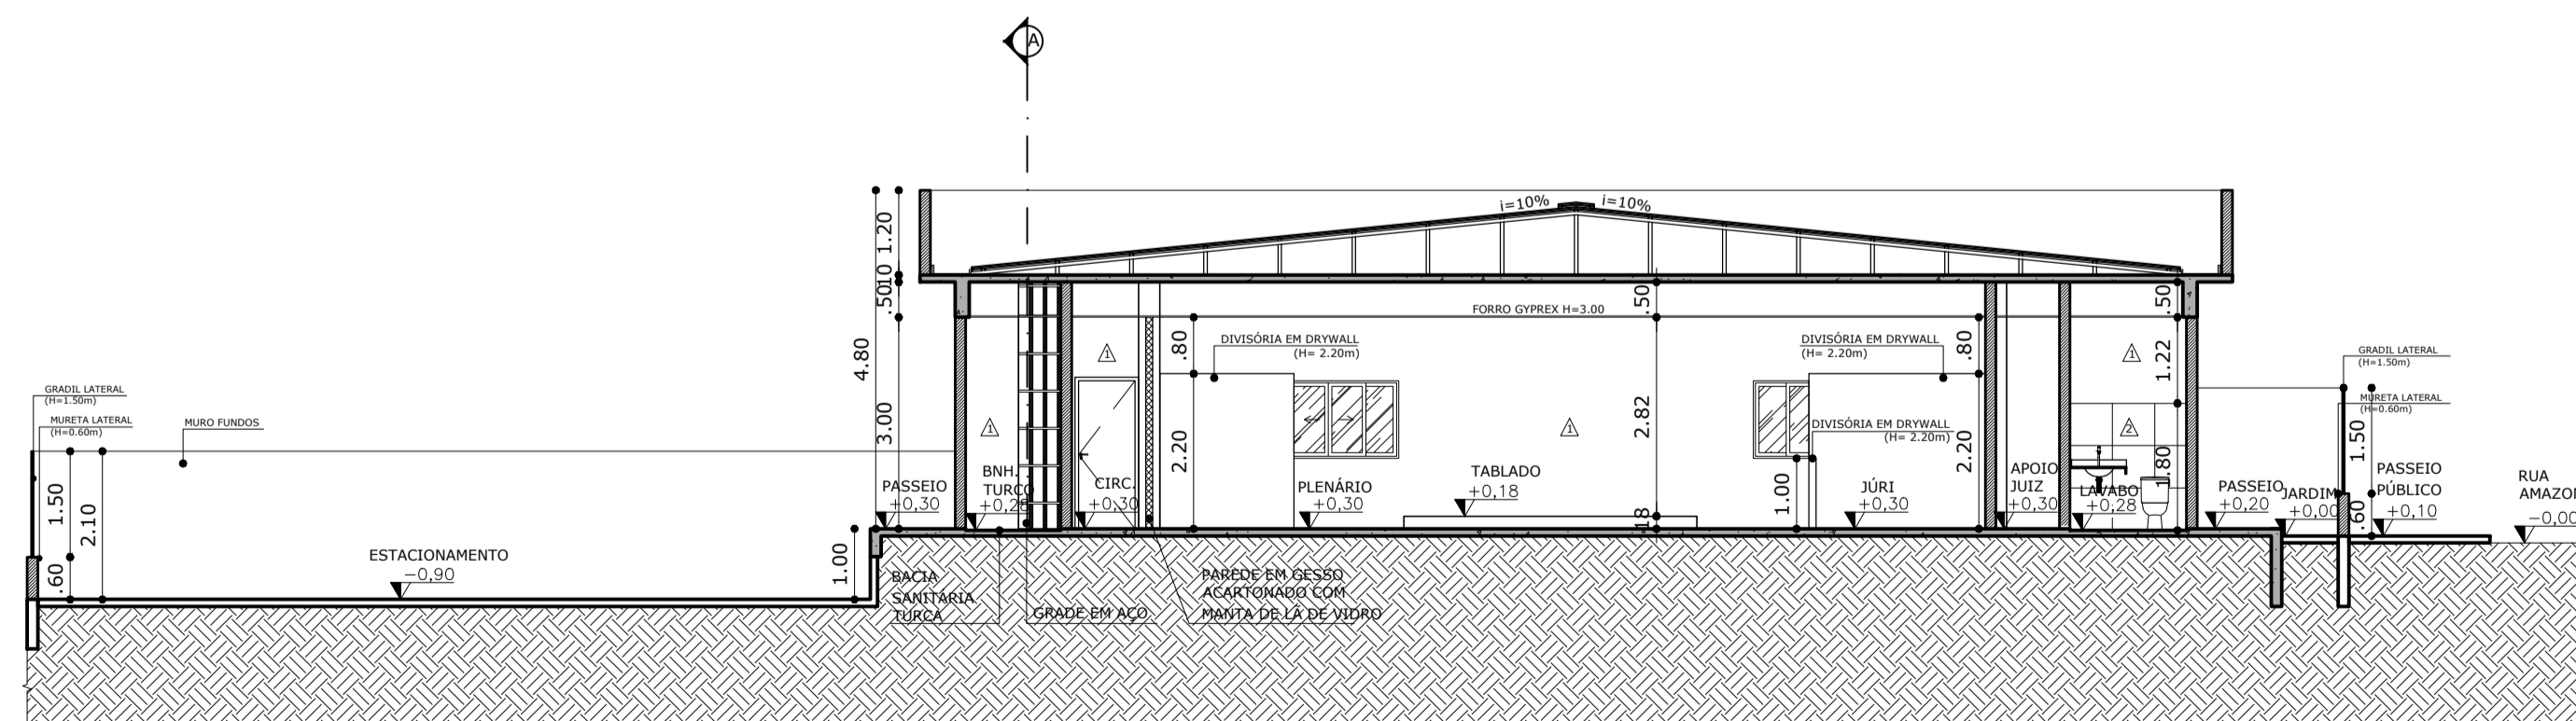 A
i=10%
i=10%
1.20
.10
.50
4.80
3.00
FORRO GYPREX H=3.00
.50
.50
.80
DIVISÓRIA EM DRYWALL
(H= 2.20m)
DIVISÓRIA EM DRYWALL
(H= 2.20m)
.80
1
1
1.22
GRADIL LATERAL
(H=1.50m)
GRADIL LATERAL
(H=1.50m)
MURETA LATERAL
(H=0.60m)
MURO FUNDOS
MURETA LATERAL
(H=0.60m)
1
1
2
DIVISÓRIA EM DRYWALL
(H= 2.20m)
2.20
2.82
2.20
1.50
1.50
2.10
.60
PASSEIO
+0,30
BNH.
TURCO
+0,28
CIRC.
+0,30
PLENÁRIO
+0,30
TABLADO
+0,18
.18
1.00
JÚRI
+0,30
APOIO
JUIZ
+0,30
LAVABO
+0,28
1.80
PASSEIO
+0,20
JARDIM
+0,00
.60
PASSEIO
PÚBLICO
+0,10
RUA
-0,00
ESTACIONAMENTO
-0,90
1.00
BACIA
SANITÁRIA
TURCA
GRADE EM AÇO
PAREDE EM GESSO
ACARTONADO COM
MANTA DE LÃ DE VIDRO